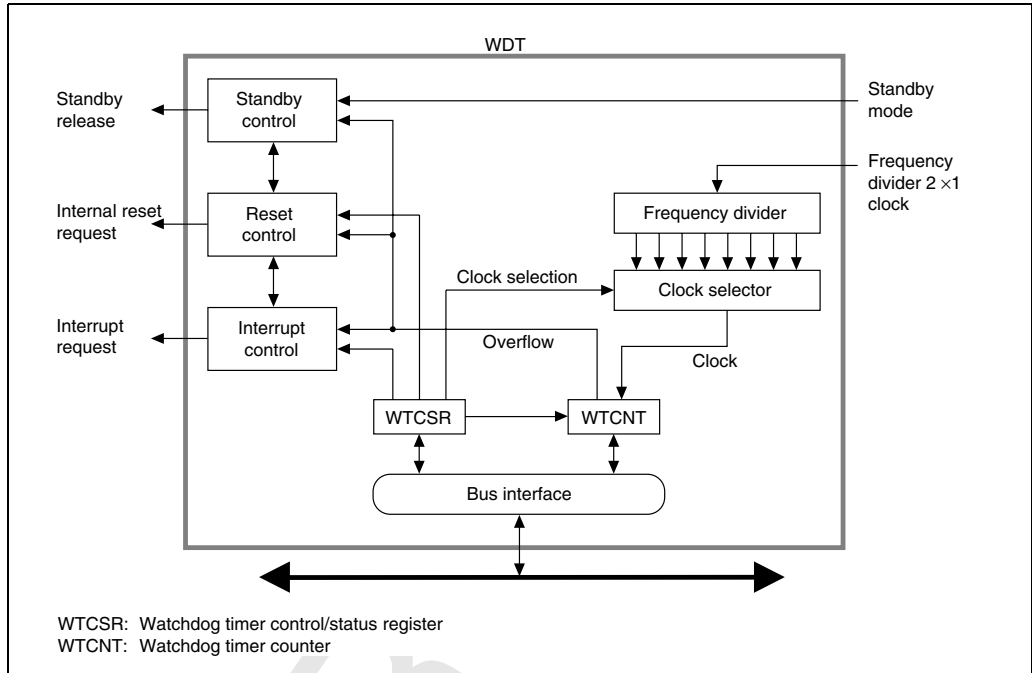 WDT
Standby
release
Standby
control
Standby
mode
Frequency
divider 2 ×1
clock
Internal reset
request
Reset
control
Frequency divider
Clock selection
Clock selector
Interrupt
request
Interrupt
control
Overflow
Clock
WTCSR
WTCNT
Bus interface
WTCSR: Watchdog timer control/status register
WTCNT: Watchdog timer counter